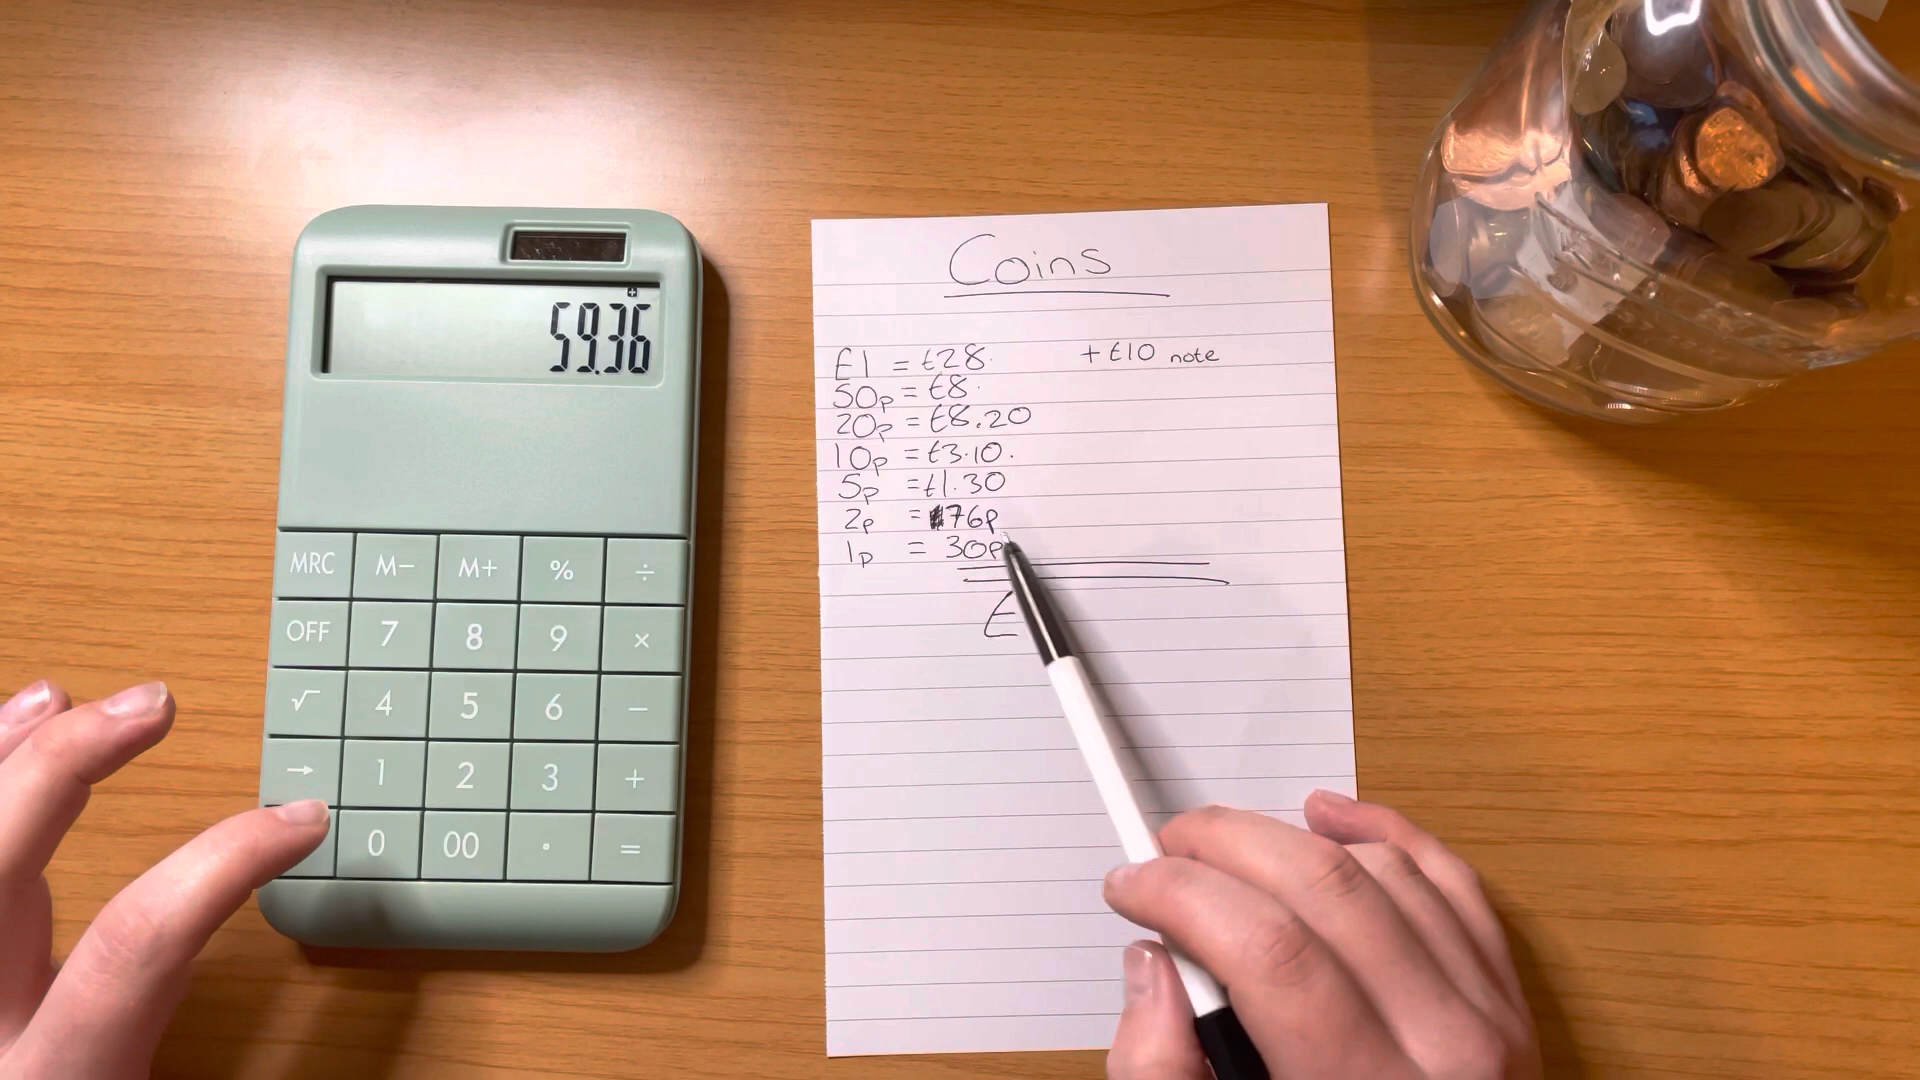 59.36
MRC M- M+ % ÷
OFF 7 8 9 ×
√ 4 5 6 −
→ 1 2 3 +
0 00 . =
Coins
£1 = £28. + £10 note
50p = £8.
20p = £8.20
10p = £3.10.
5p = £1.30
2p = 76p
1p = 30p
£